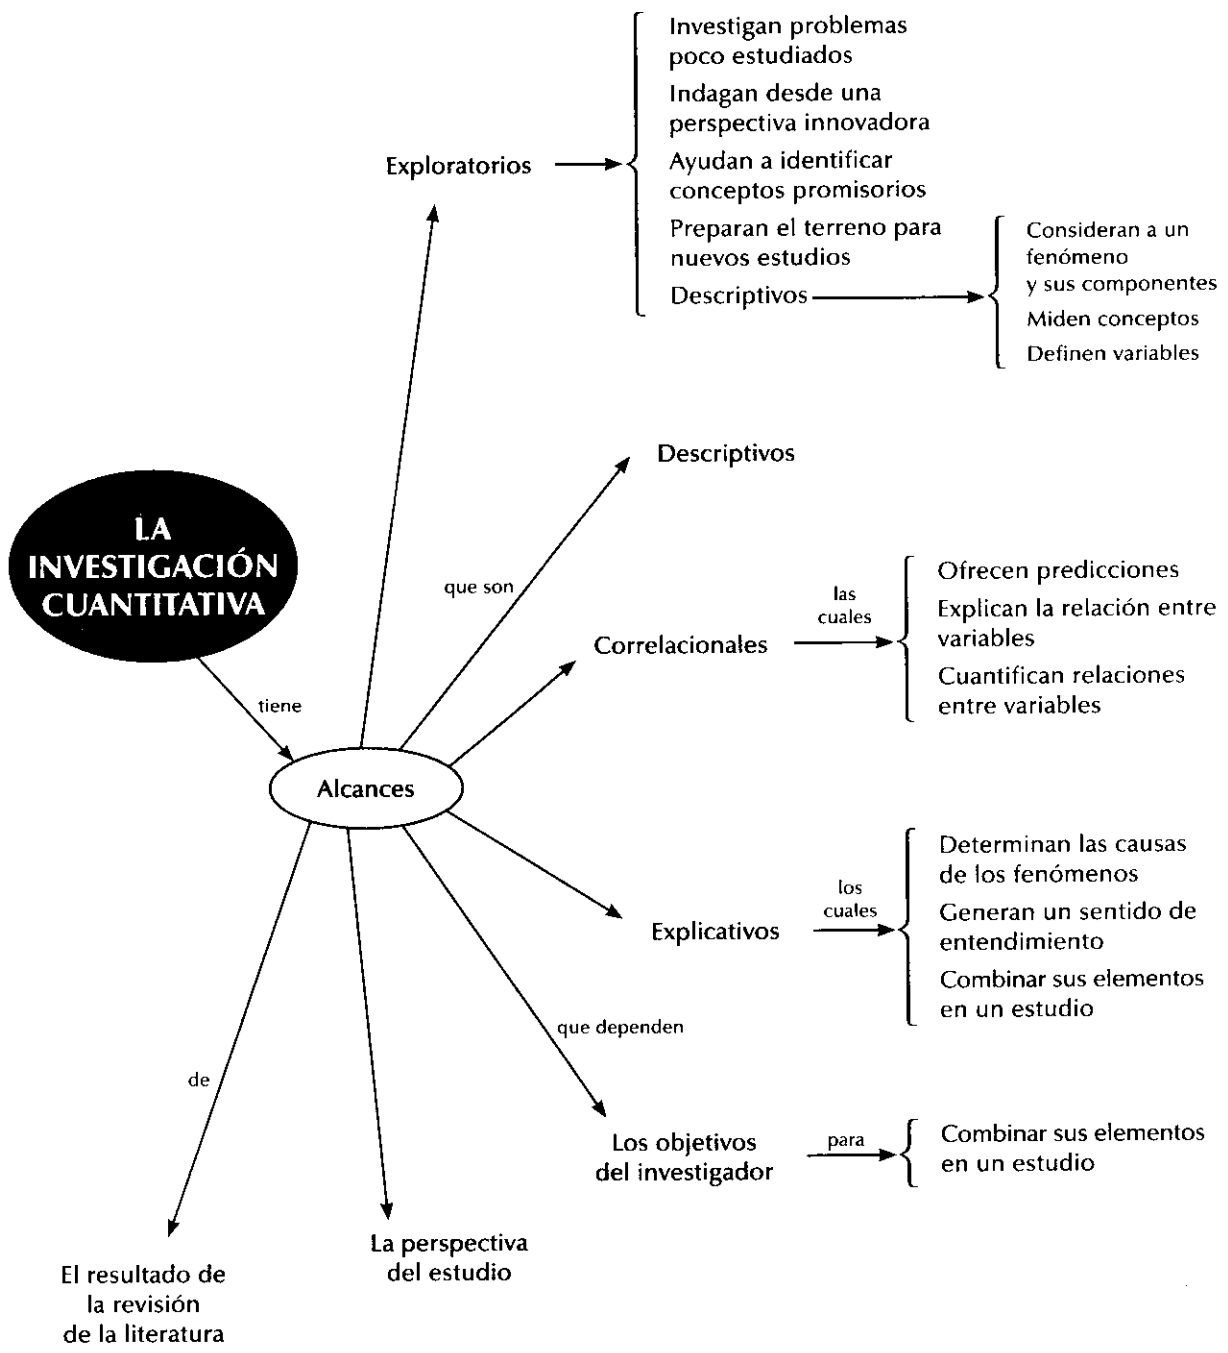 Investigan problemas
poco estudiados
Indagan desde una
perspectiva innovadora
Exploratorios
Ayudan a identificar
conceptos promisorios
Preparan el terreno para
nuevos estudios
Descriptivos
Consideran a un
fenómeno
y sus componentes
Miden conceptos
Definen variables
Descriptivos
LA
INVESTIGACIÓN
CUANTITATIVA
que son
Correlacionales
las
cuales
Ofrecen predicciones
Explican la relación entre
variables
Cuantifican relaciones
entre variables
tiene
Alcances
Explicativos
los
cuales
Determinan las causas
de los fenómenos
Generan un sentido de
entendimiento
Combinar sus elementos
en un estudio
que dependen
de
Los objetivos
del investigador
para
Combinar sus elementos
en un estudio
La perspectiva
del estudio
El resultado de
la revisión
de la literatura